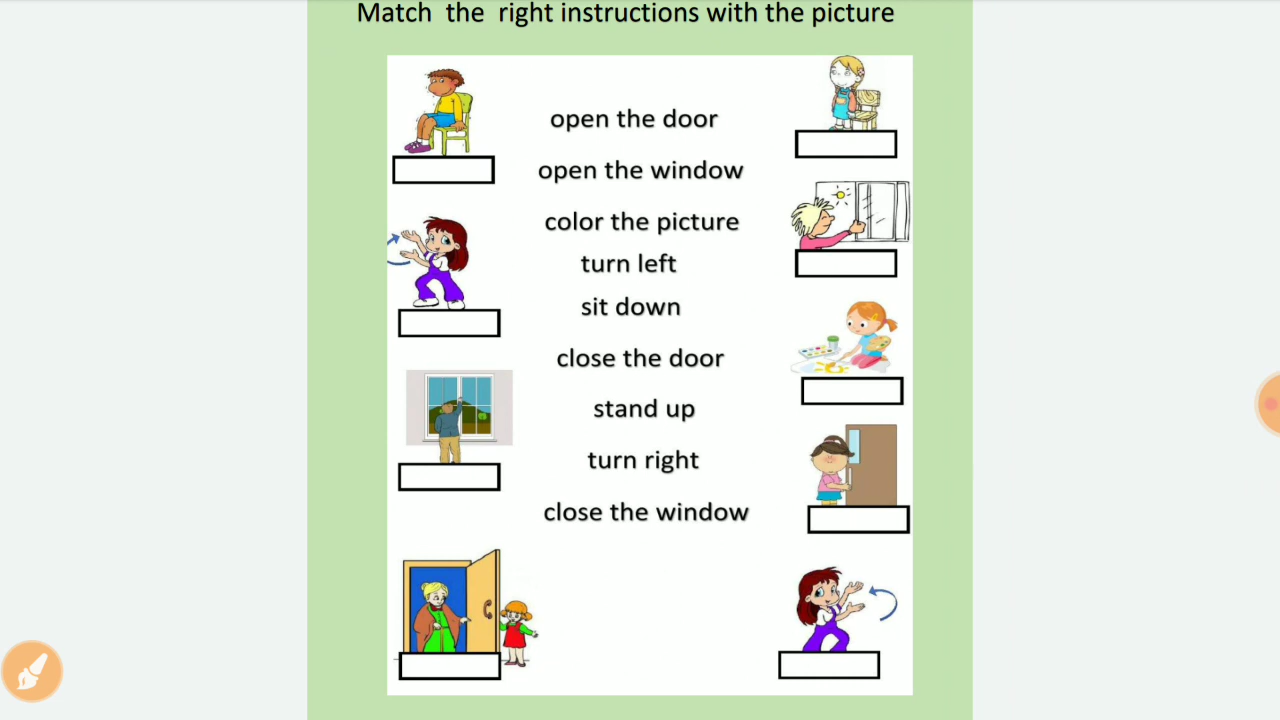 Match the right instructions with the picture
open the door
open the window
color the picture
turn left
sit down
close the door
stand up
turn right
close the window